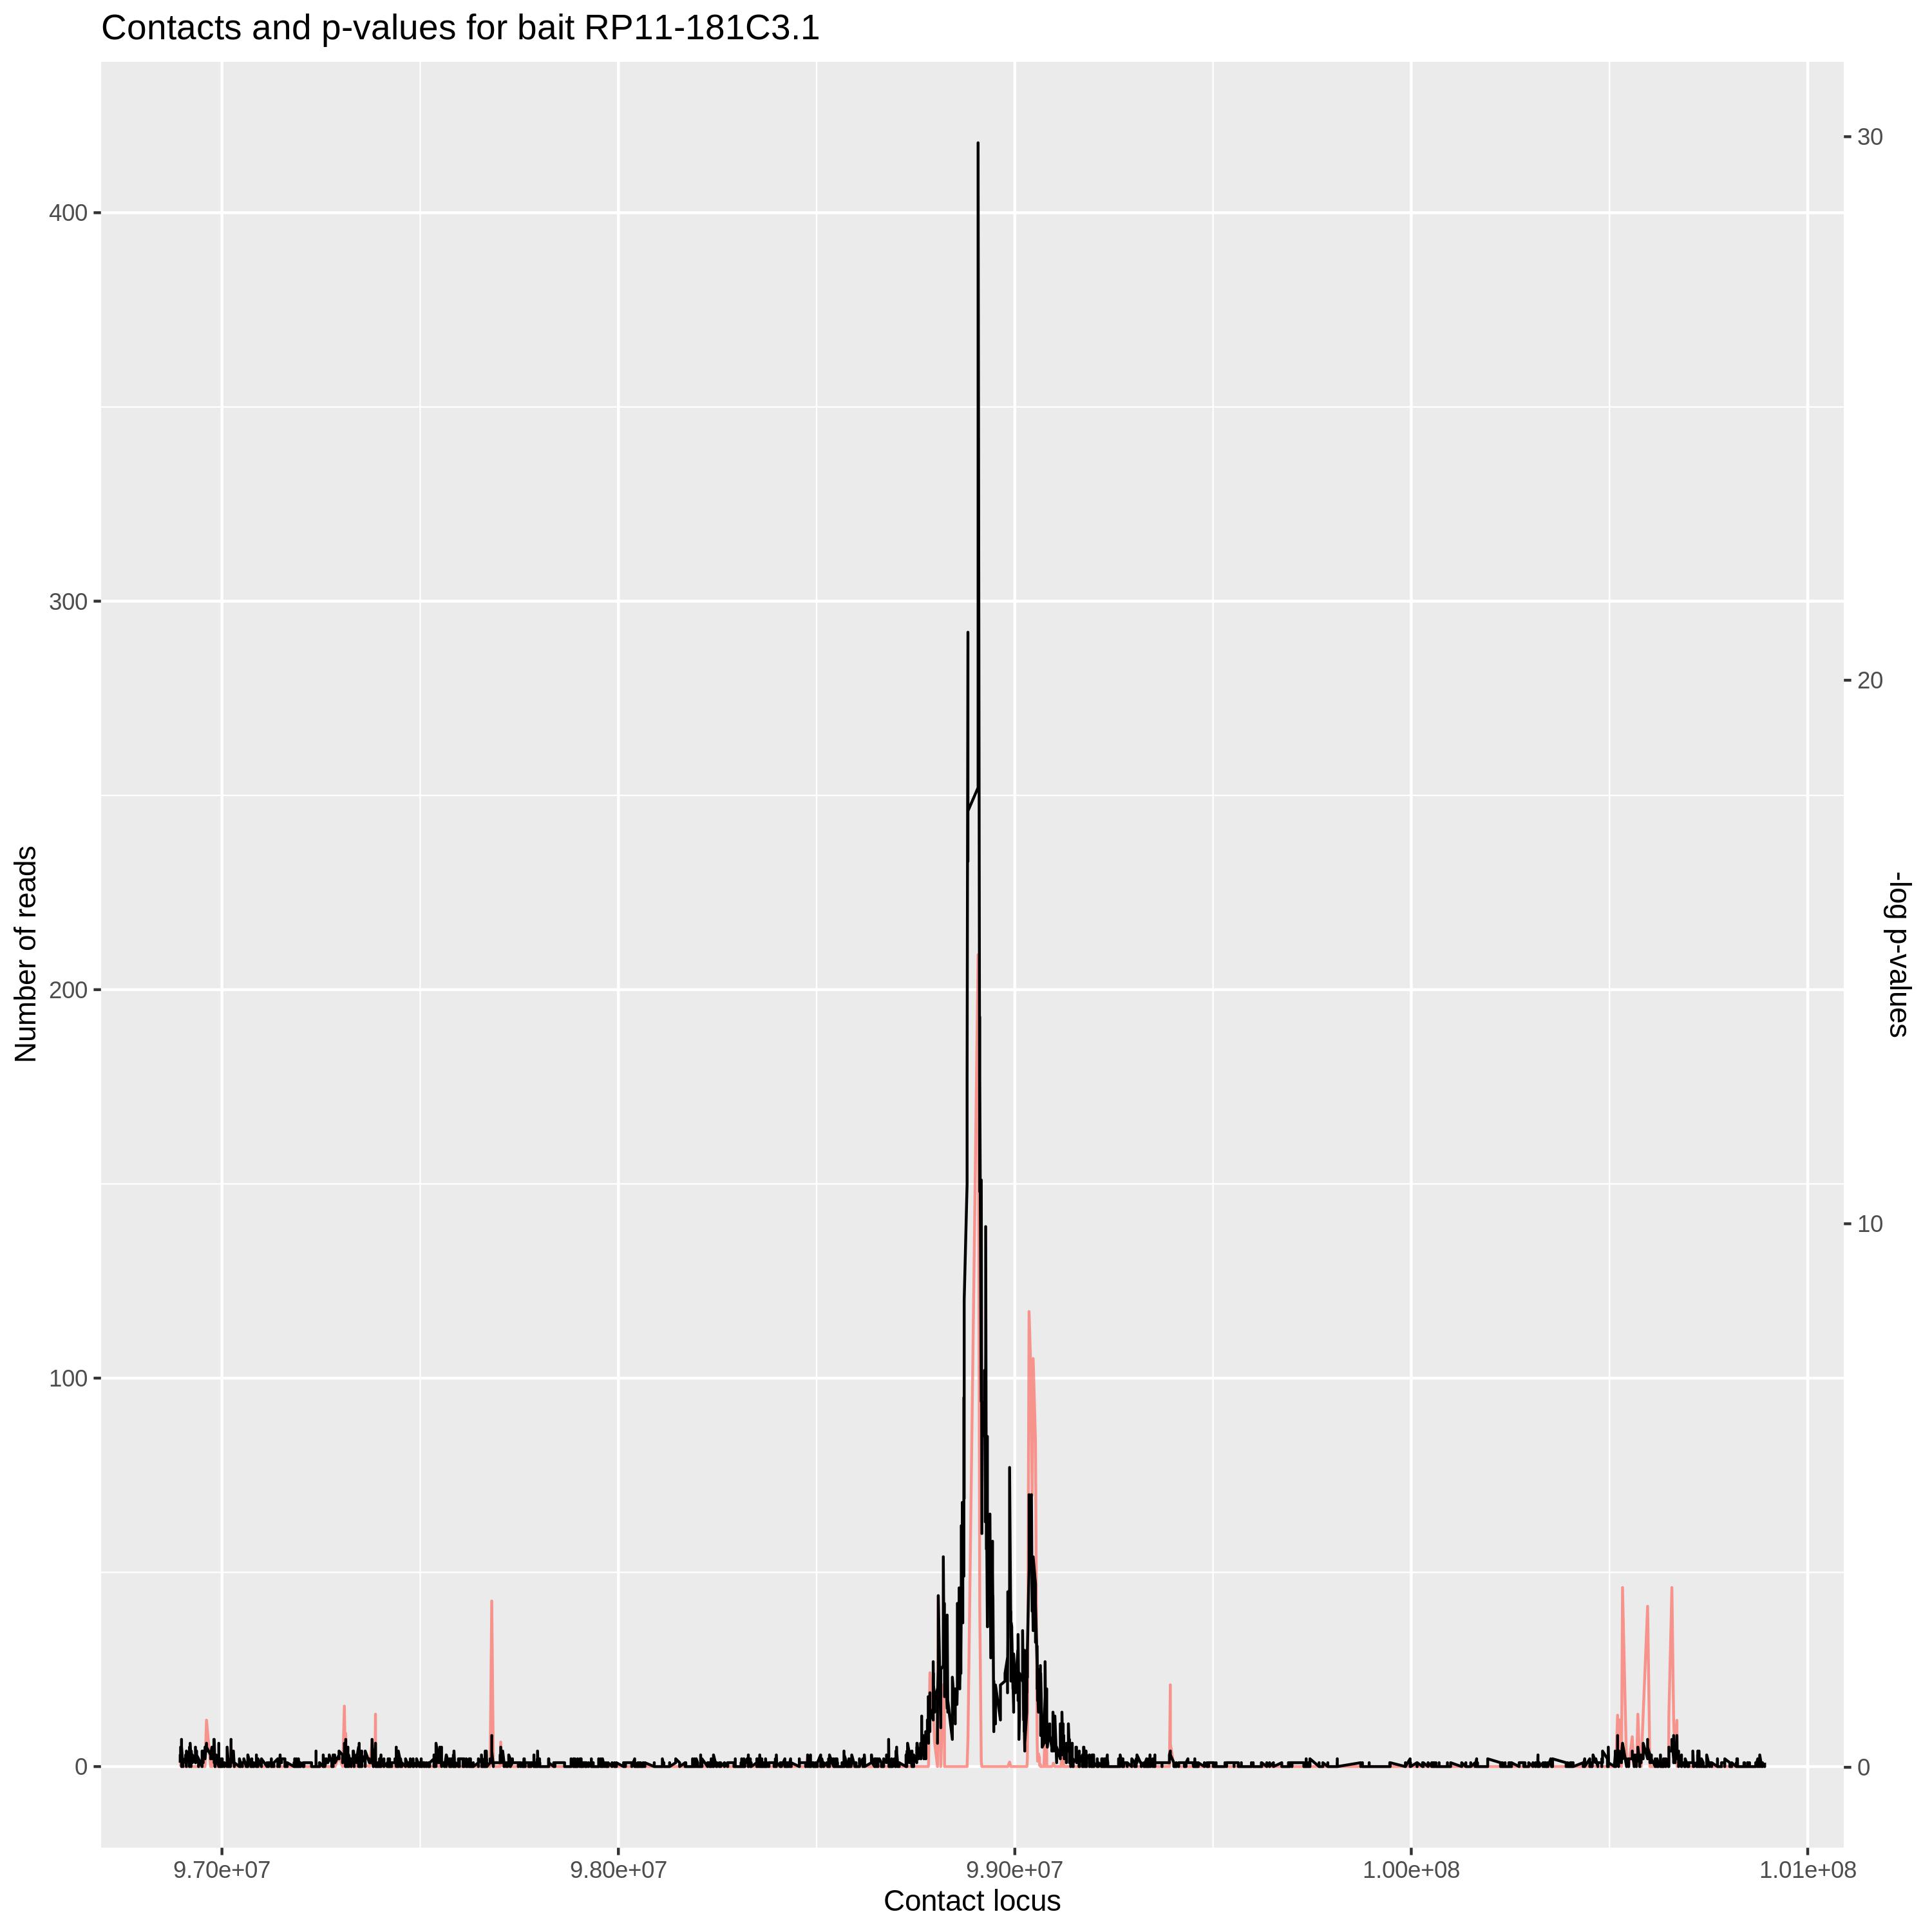 Contacts and p-values for bait RP11-181C3.1
Number of reads
400
300
200
100
0
30
20
10
0
-log p-values
9.70e+07
9.80e+07
9.90e+07
1.00e+08
1.01e+08
Contact locus